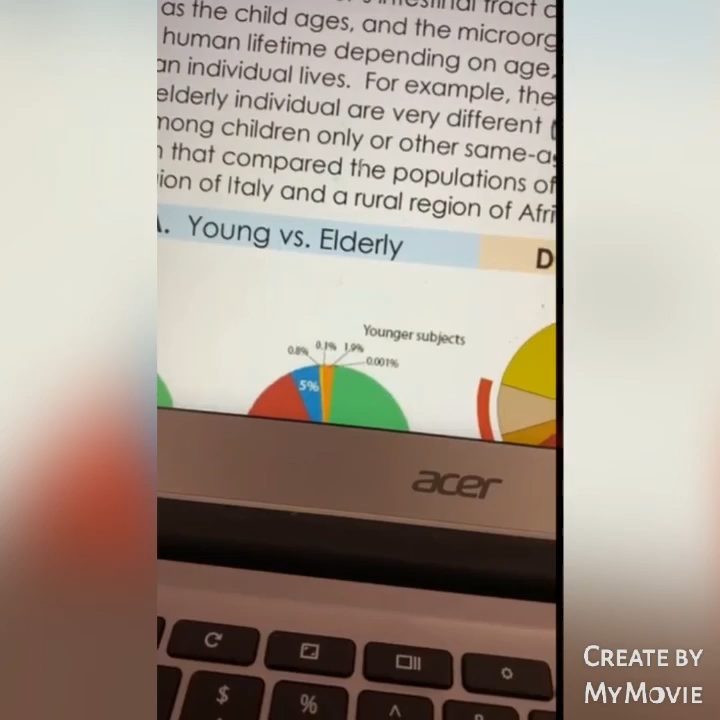 as the child ages, and the microorg
human lifetime depending on age,
an individual lives. For example, the
elderly individual are very different
among children only or other same-a
that compared the populations of
of Italy and a rural region of Afri
Young vs. Elderly
D
Younger subjects
0.8% 0.1% 1.9%
0.001%
5%
acer
$ % ^
CREATE BY
MYMOVIE